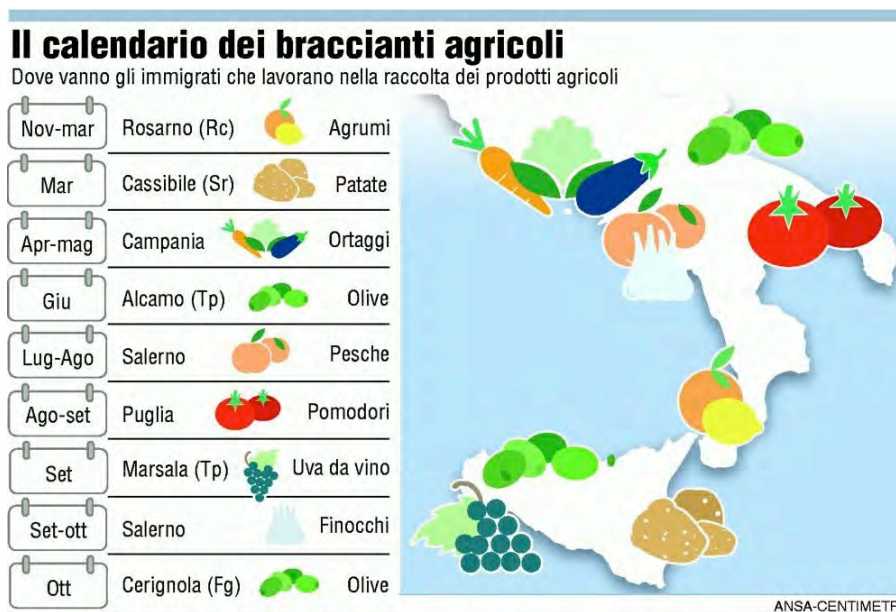 Il calendario dei braccianti agricoli
Dove vanno gli immigrati che lavorano nella raccolta dei prodotti agricoli
Nov-mar Rosarno (Rc) Agrumi
Mar Cassibile (Sr) Patate
Apr-mag Campania Ortaggi
Giu Alcamo (Tp) Olive
Lug-Ago Salerno Pesche
Ago-set Puglia Pomodori
Set Marsala (Tp) Uva da vino
Set-ott Salerno Finocchi
Ott Cerignola (Fg) Olive
ANSA-CENTIMETR